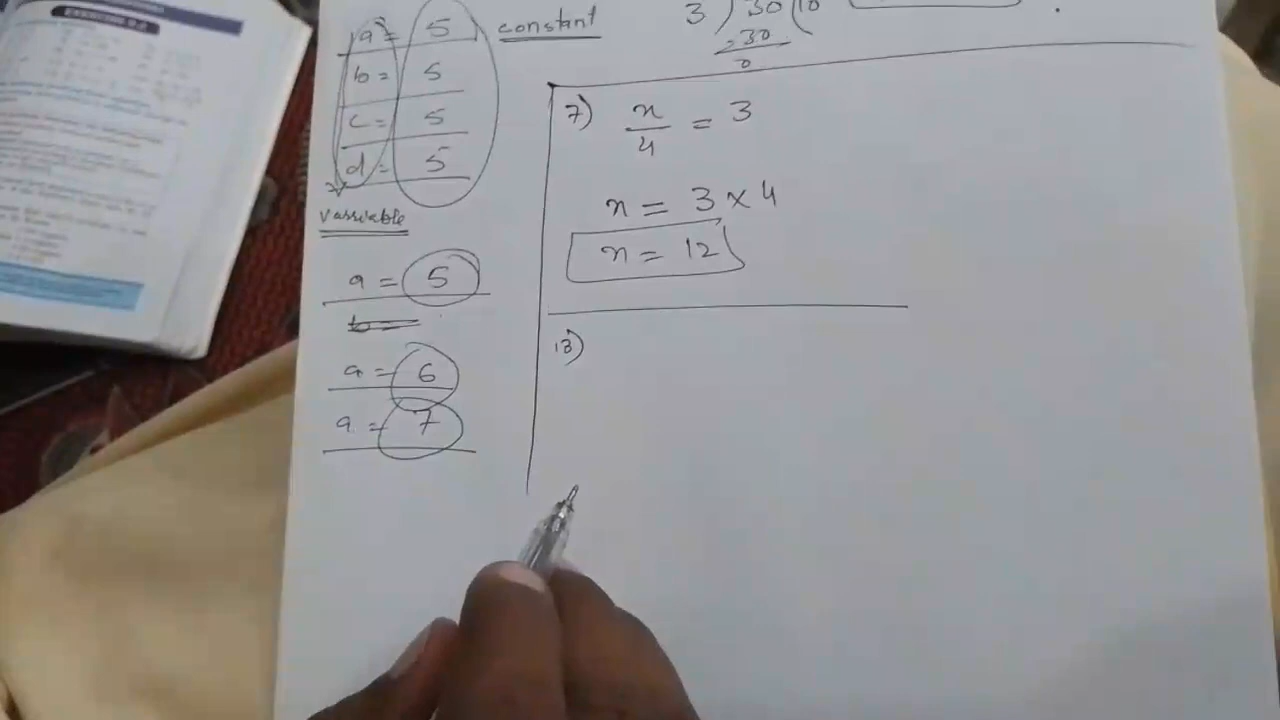 a = 5 constant
b = 5
c = 5
d = 5
variable
a = 5
b =
a = 6
a = 7
3 ) 30 ( 10
- 30
0
7) n/4 = 3
n = 3 × 4
n = 12
13)